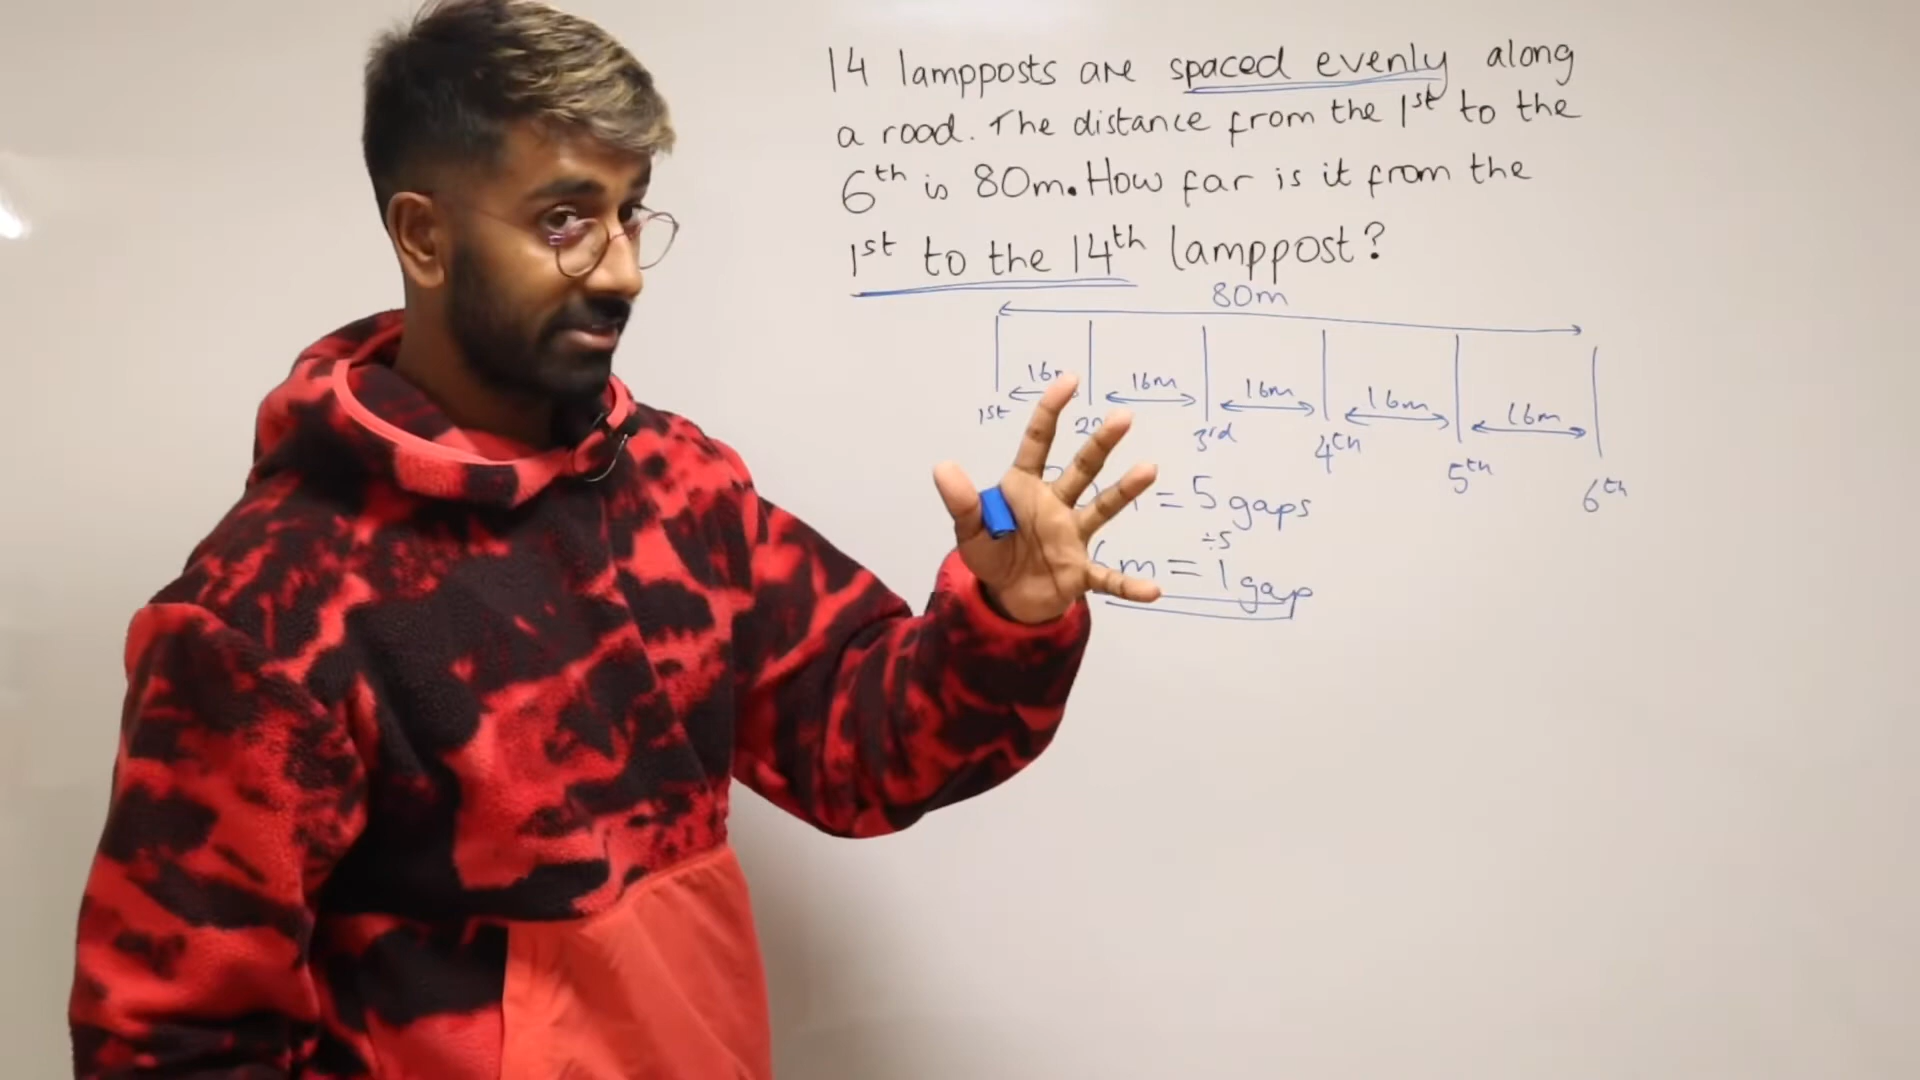 14 lampposts are spaced evenly along
a road. The distance from the 1st to the
6th is 80m. How far is it from the
1st to the 14th lamppost?
80m
16m 16m 16m 16m
1st 3rd 4th 5th 6th
= 5 gaps
÷5
m = 1 gap